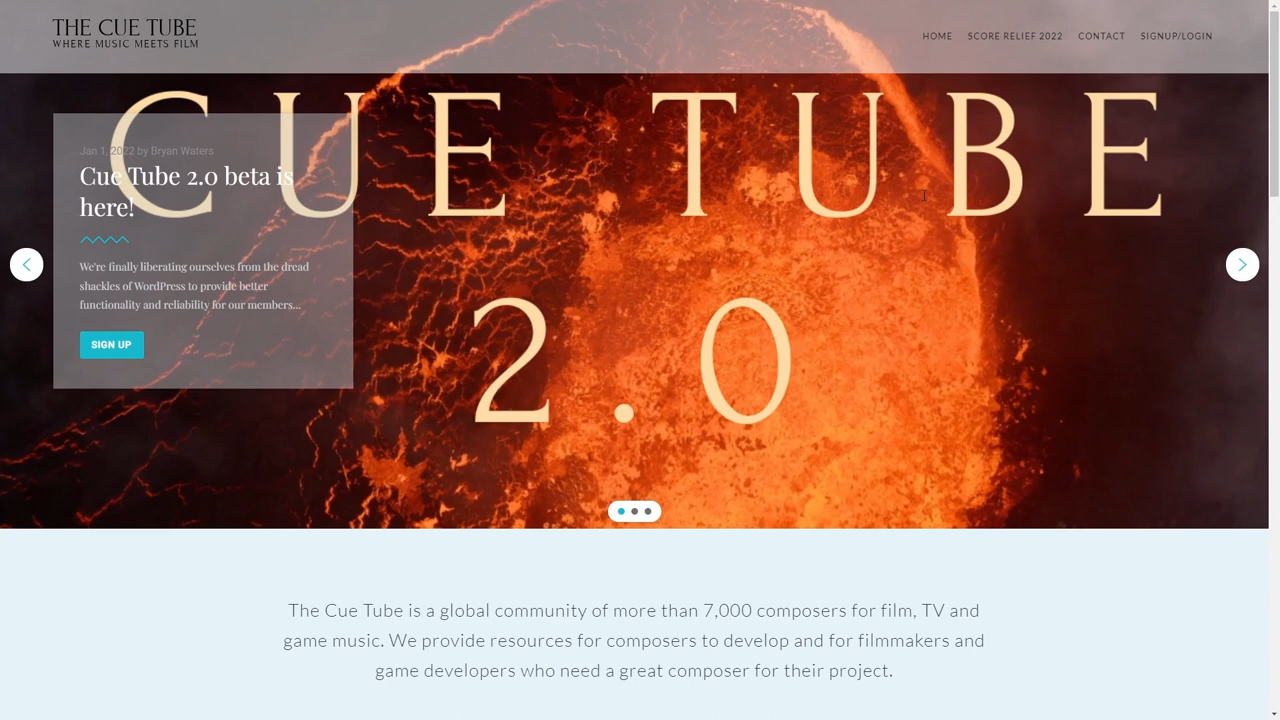 THE CUE TUBE
WHERE MUSIC MEETS FILM
HOME SCORE RELIEF 2022 CONTACT SIGNUP/LOGIN
CUE TUBE
2.0
Jan 1, 2022 by Bryan Waters
Cue Tube 2.0 beta is
here!
We're finally liberating ourselves from the dread
shackles of WordPress to provide better
functionality and reliability for our members...
SIGN UP
The Cue Tube is a global community of more than 7,000 composers for film, TV and
game music. We provide resources for composers to develop and for filmmakers and
game developers who need a great composer for their project.